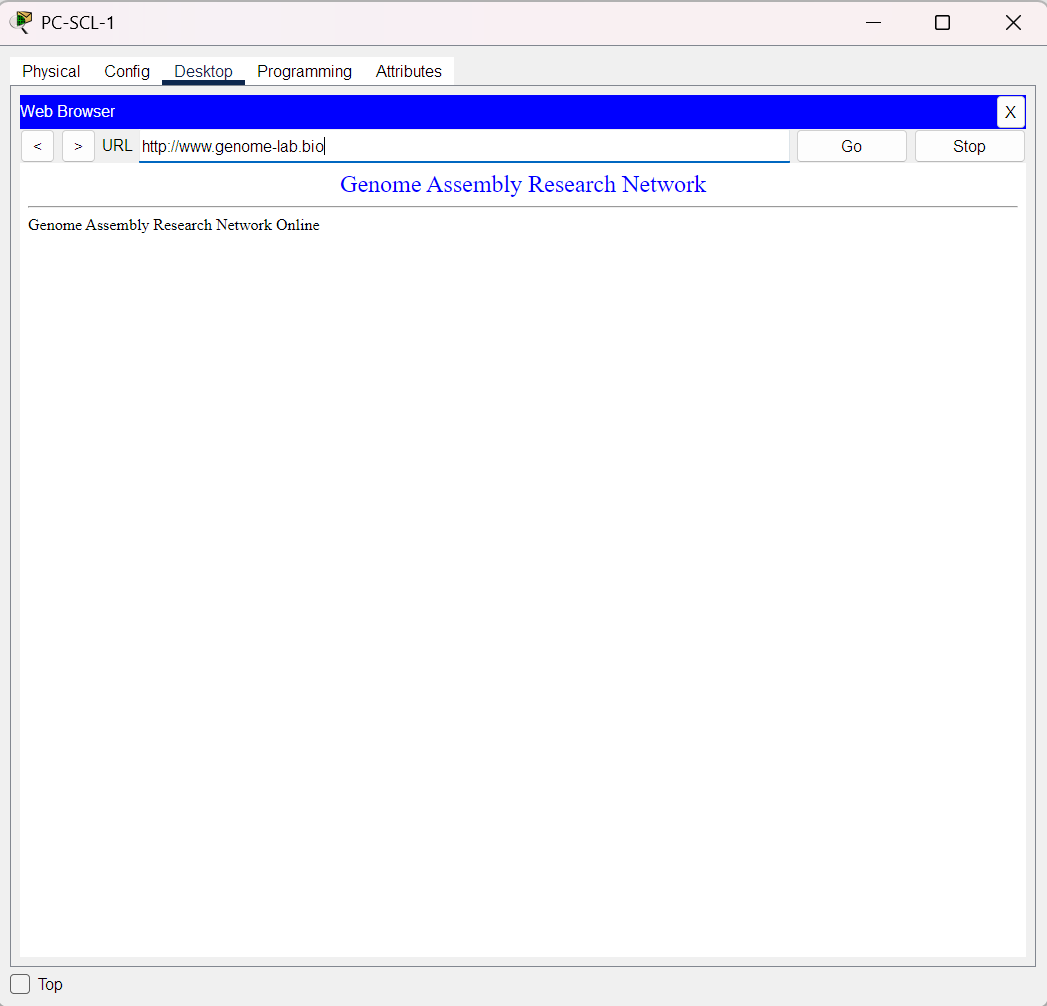 PC-SCL-1
Physical Config Desktop Programming Attributes
Web Browser X
< > URL http://www.genome-lab.bio Go Stop
Genome Assembly Research Network
Genome Assembly Research Network Online
Top